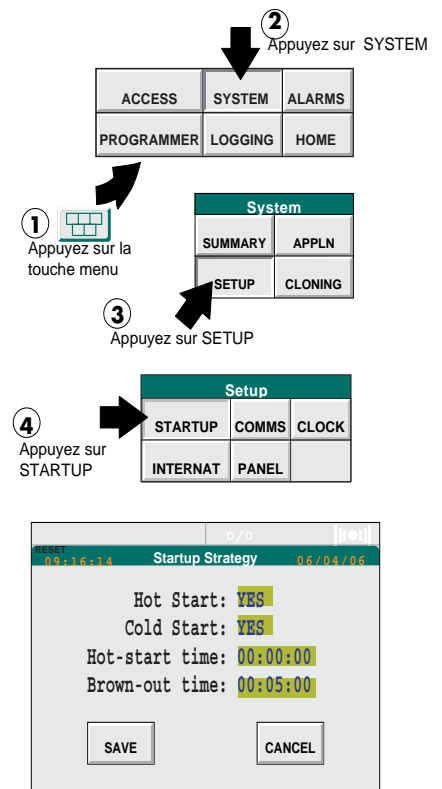 2
Appuyez sur SYSTEM
ACCESS SYSTEM ALARMS
PROGRAMMER LOGGING HOME
1
Appuyez sur la
touche menu
System
SUMMARY APPLN
SETUP CLONING
3
Appuyez sur SETUP
Setup
4
STARTUP COMMS CLOCK
Appuyez sur
STARTUP
INTERNAT PANEL
0/0
RESET
09:16:14 Startup Strategy 06/04/06
Hot Start: YES
Cold Start: YES
Hot-start time: 00:00:00
Brown-out time: 00:05:00
SAVE CANCEL